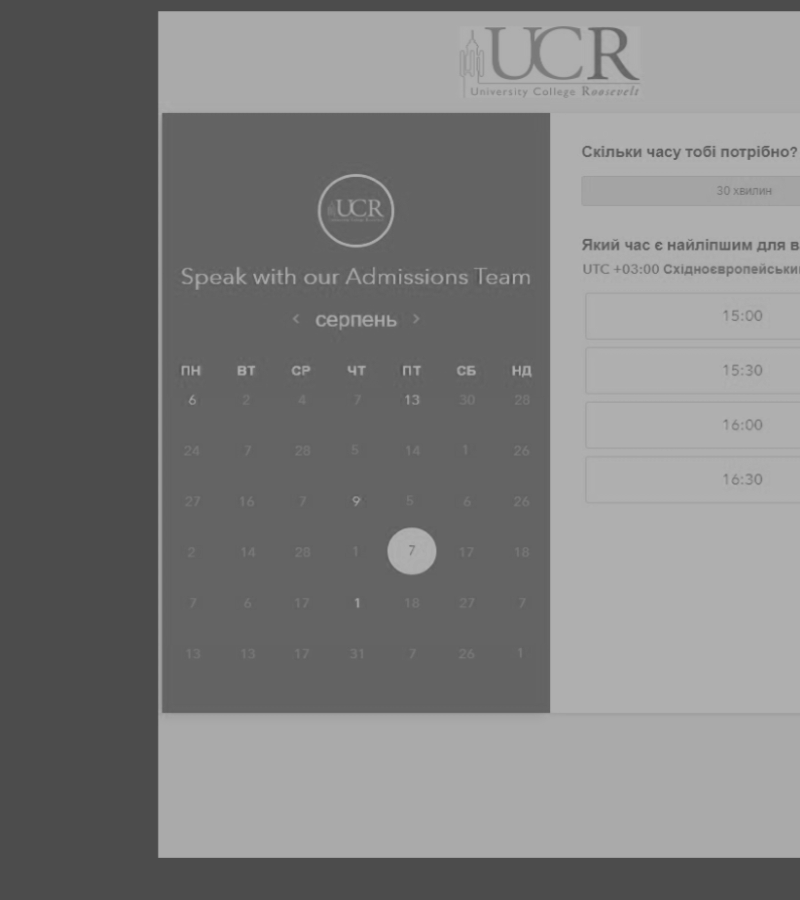 UCR
University College Roosevelt
UCR
Speak with our Admissions Team
< серпень >
ПН ВТ СР ЧТ ПТ СБ НД
6 2 4 7 13 30 28
24 7 28 5 14 1 26
27 16 7 9 5 6 26
2 14 28 1 7 17 18
7 6 17 1 18 27 7
13 13 17 31 7 26 1
Скільки часу тобі потрібно?
30 хвилин
Який час є найліпшим для в
UTC +03:00 Східноєвропейськи
15:00
15:30
16:00
16:30